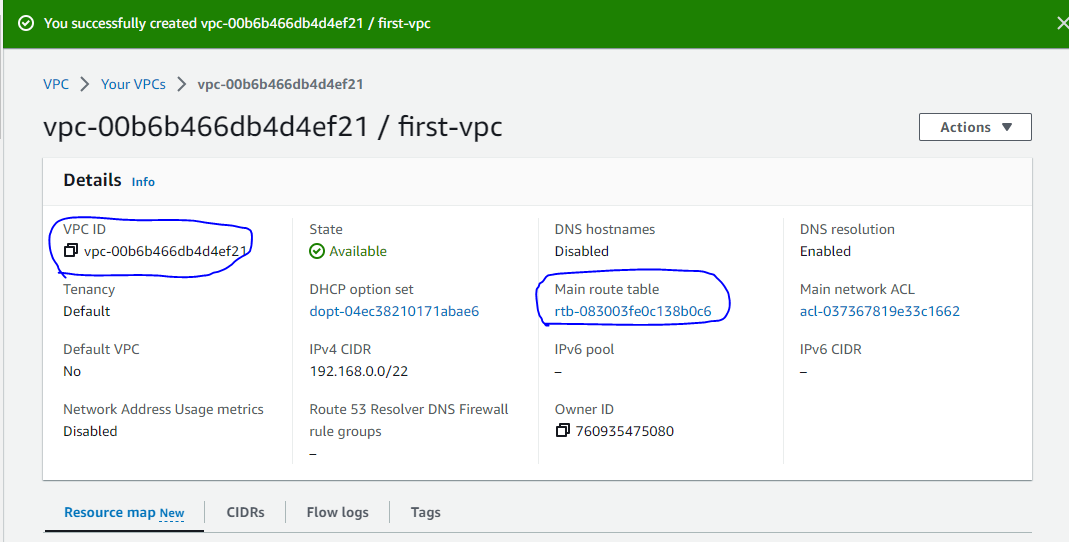 You successfully created vpc-00b6b466db4d4ef21 / first-vpc
VPC > Your VPCs > vpc-00b6b466db4d4ef21
vpc-00b6b466db4d4ef21 / first-vpc
Actions
Details Info
VPC ID
vpc-00b6b466db4d4ef21
State
Available
DNS hostnames
Disabled
DNS resolution
Enabled
Tenancy
Default
DHCP option set
dopt-04ec38210171abae6
Main route table
rtb-083003fe0c138b0c6
Main network ACL
acl-037367819e33c1662
Default VPC
No
IPv4 CIDR
192.168.0.0/22
IPv6 pool
–
IPv6 CIDR
–
Network Address Usage metrics
Disabled
Route 53 Resolver DNS Firewall
rule groups
–
Owner ID
760935475080
Resource map New
CIDRs
Flow logs
Tags